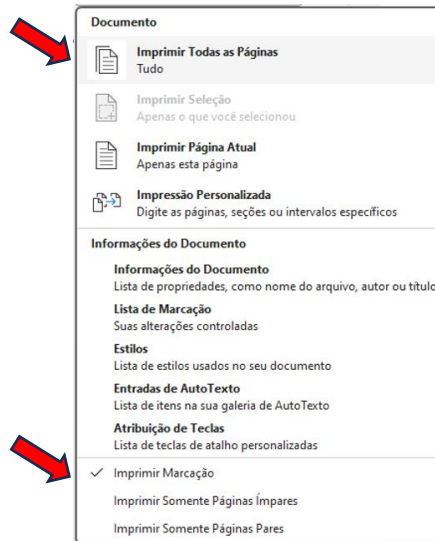 Documento
Imprimir Todas as Páginas
Tudo
Imprimir Seleção
Apenas o que você selecionou
Imprimir Página Atual
Apenas esta página
Impressão Personalizada
Digite as páginas, seções ou intervalos específicos
Informações do Documento
Informações do Documento
Lista de propriedades, como nome do arquivo, autor ou título
Lista de Marcação
Suas alterações controladas
Estilos
Lista de estilos usados no seu documento
Entradas de AutoTexto
Lista de itens na sua galeria de AutoTexto
Atribuição de Teclas
Lista de teclas de atalho personalizadas
Imprimir Marcação
Imprimir Somente Páginas Ímpares
Imprimir Somente Páginas Pares